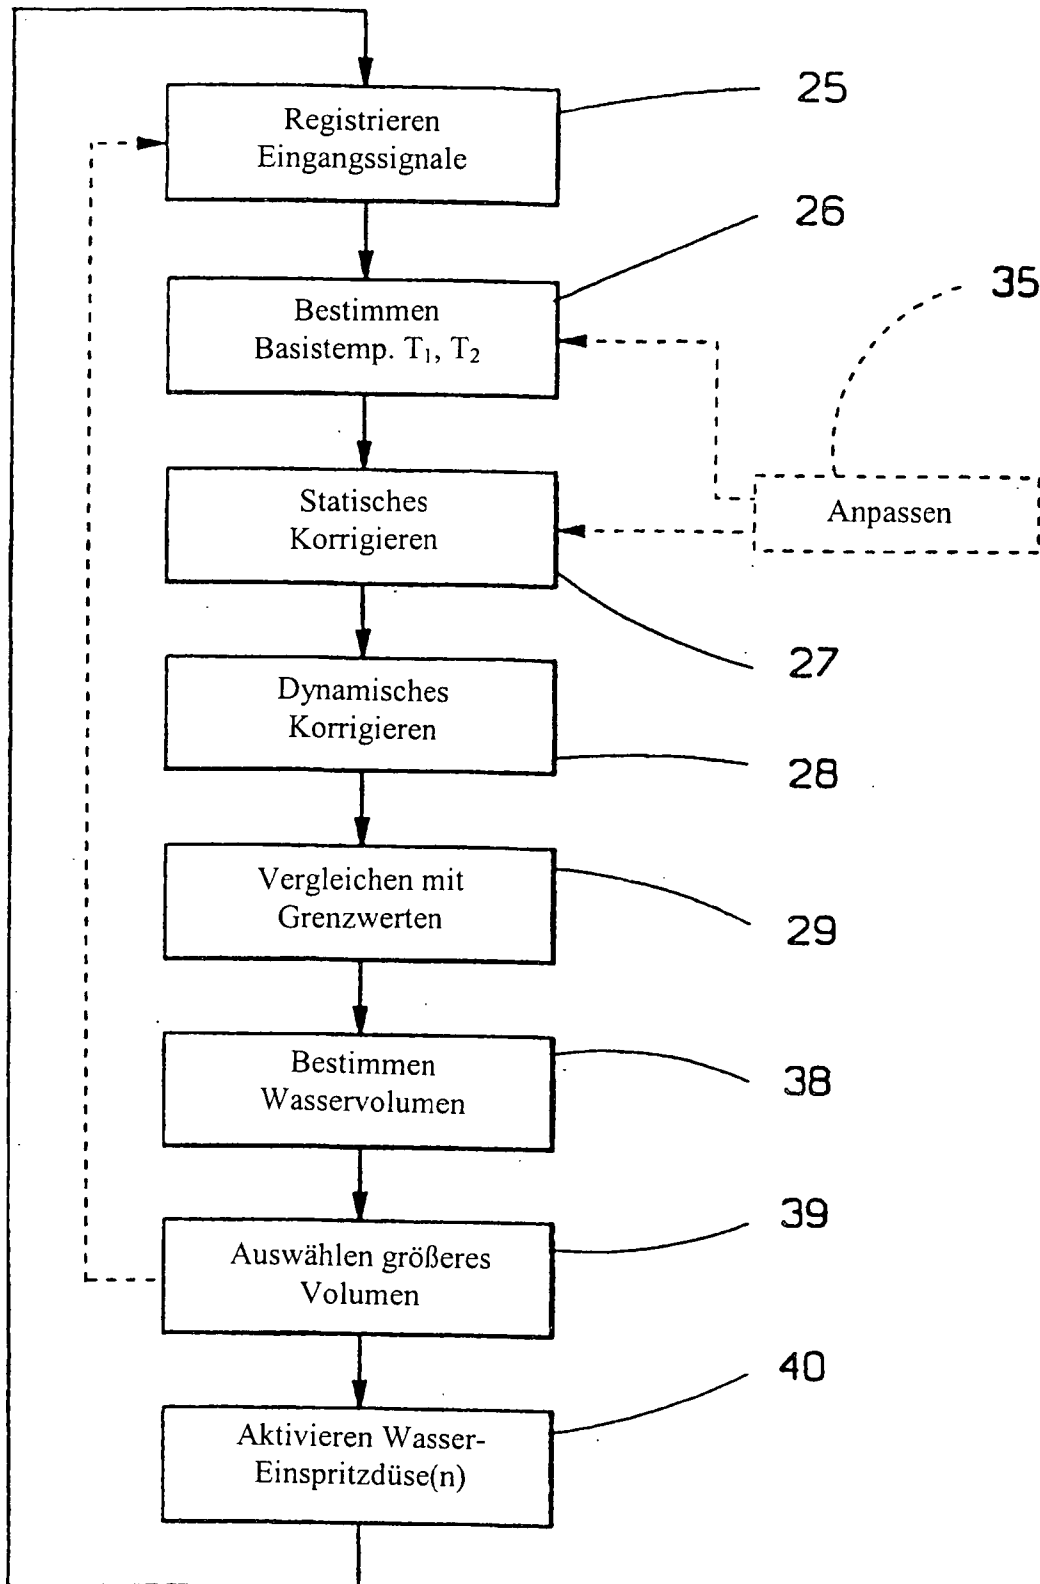 Registrieren
Eingangssignale
25
Bestimmen
Basistemp. T₁, T₂
26
35
Statisches
Korrigieren
Anpassen
27
Dynamisches
Korrigieren
28
Vergleichen mit
Grenzwerten
29
Bestimmen
Wasservolumen
38
Auswählen größeres
Volumen
39
Aktivieren Wasser-
Einspritzdüse(n)
40